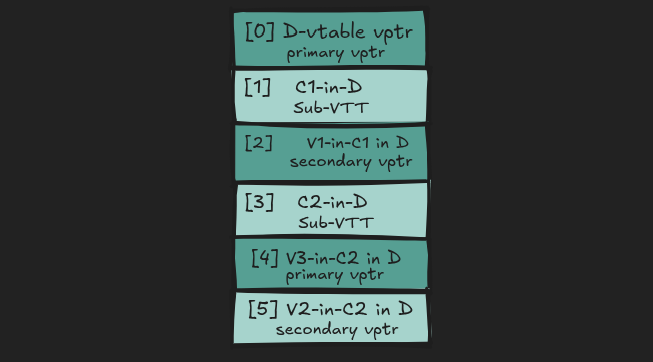 [0] D-vtable vptr
primary vptr
[1] C1-in-D
Sub-VTT
[2] V1-in-C1 in D
secondary vptr
[3] C2-in-D
Sub-VTT
[4] V3-in-C2 in D
primary vptr
[5] V2-in-C2 in D
secondary vptr